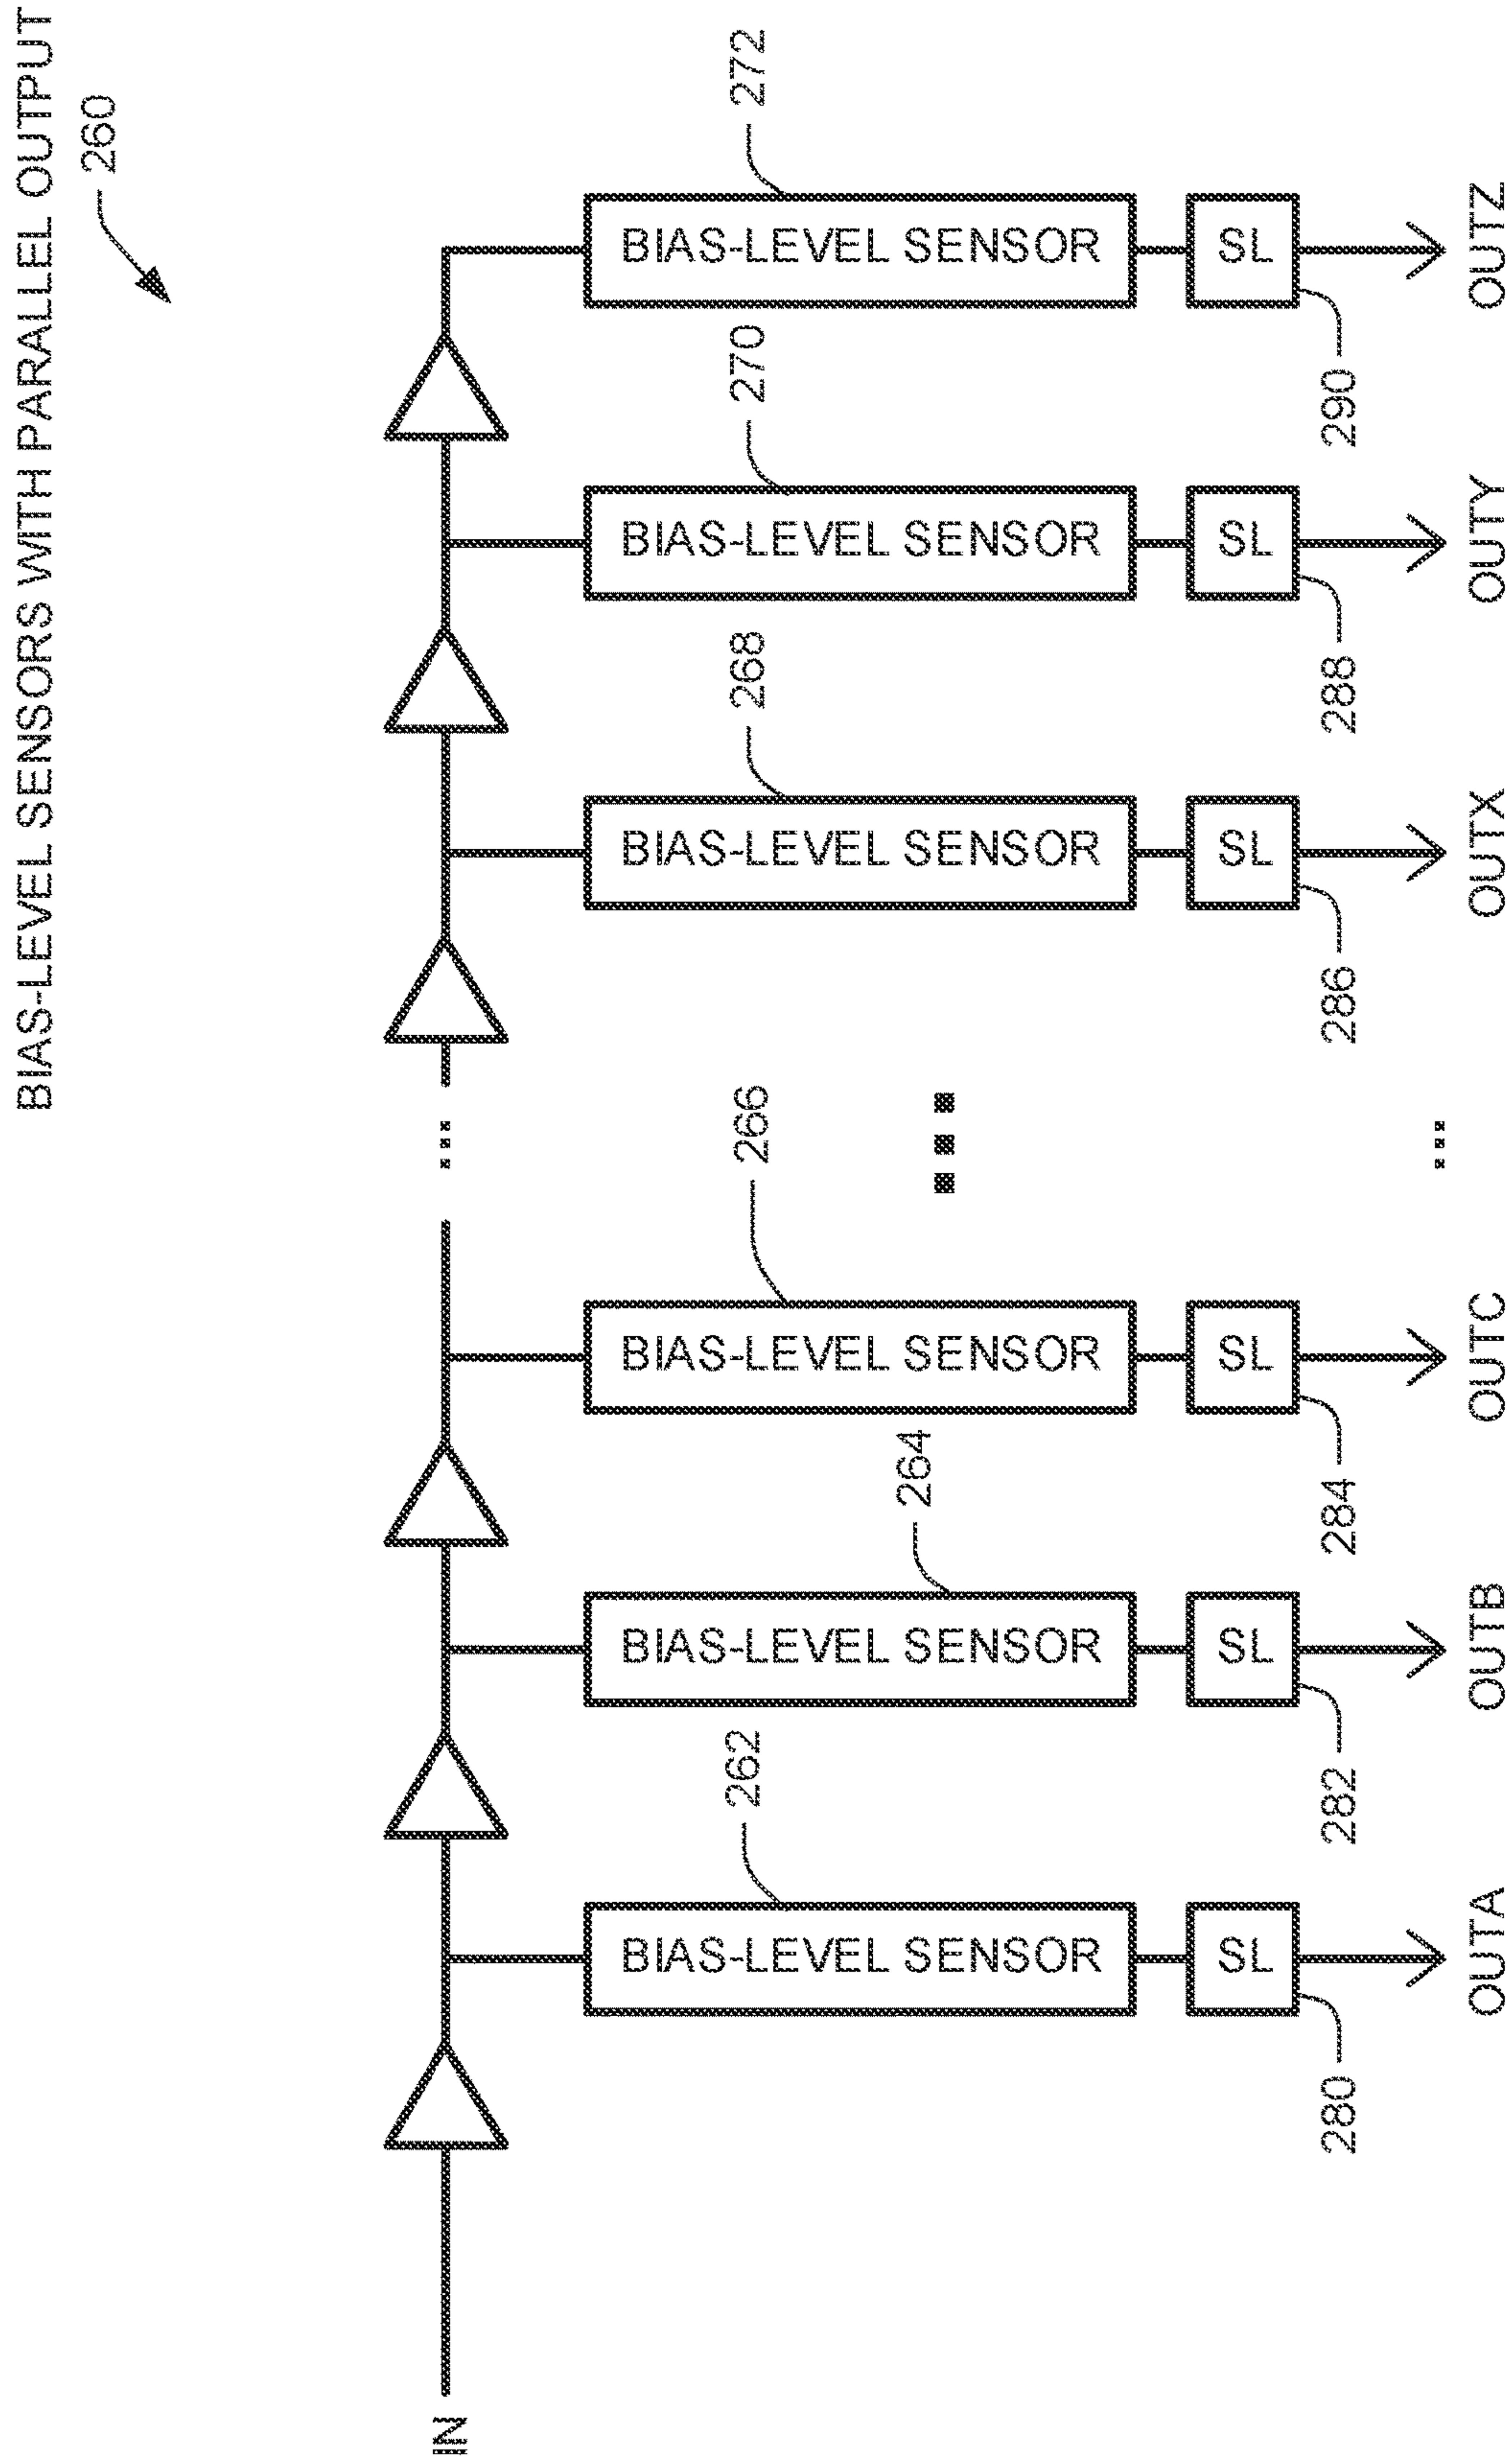 BIAS-LEVEL SENSORS WITH PARALLEL OUTPUT
260
IN
...
262
264
266
268
270
272
BIAS-LEVEL SENSOR
BIAS-LEVEL SENSOR
BIAS-LEVEL SENSOR
...
BIAS-LEVEL SENSOR
BIAS-LEVEL SENSOR
BIAS-LEVEL SENSOR
SL
SL
SL
SL
SL
SL
280
282
284
286
288
290
OUTA
OUTB
OUTC
...
OUTX
OUTY
OUTZ